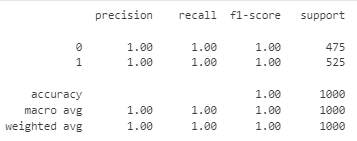 precision recall f1-score support
0 1.00 1.00 1.00 475
1 1.00 1.00 1.00 525
accuracy 1.00 1000
macro avg 1.00 1.00 1.00 1000
weighted avg 1.00 1.00 1.00 1000